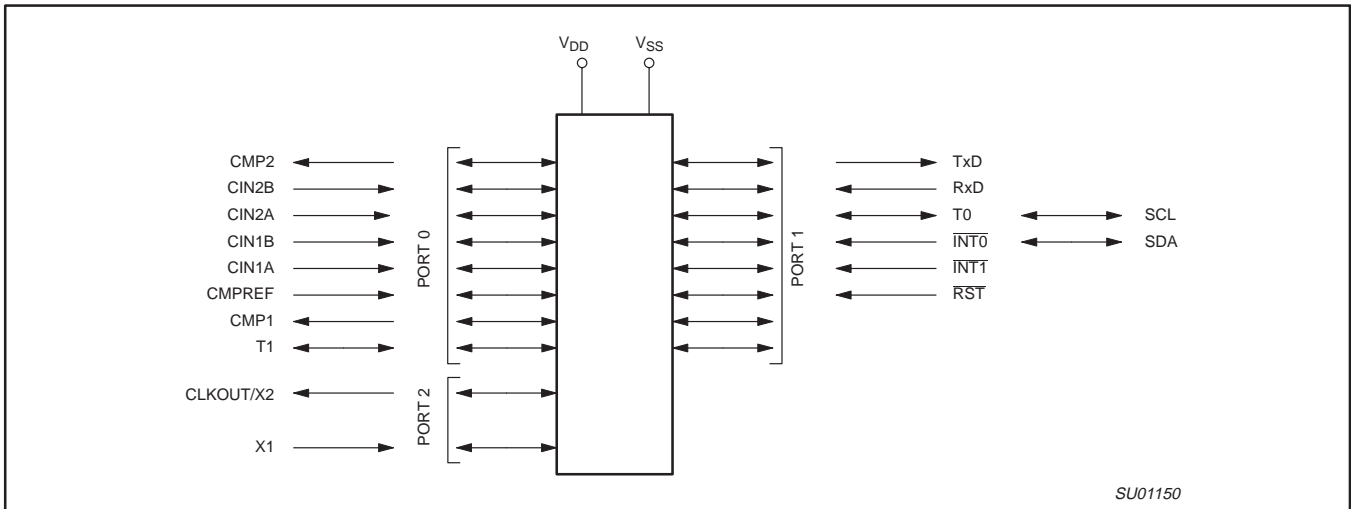 VDD VSS
CMP2
CIN2B
CIN2A
CIN1B
CIN1A
CMPREF
CMP1
T1
PORT 0
CLKOUT/X2
X1
PORT 2
PORT 1
TxD
RxD
T0 SCL
INT0 SDA
INT1
RST
SU01150